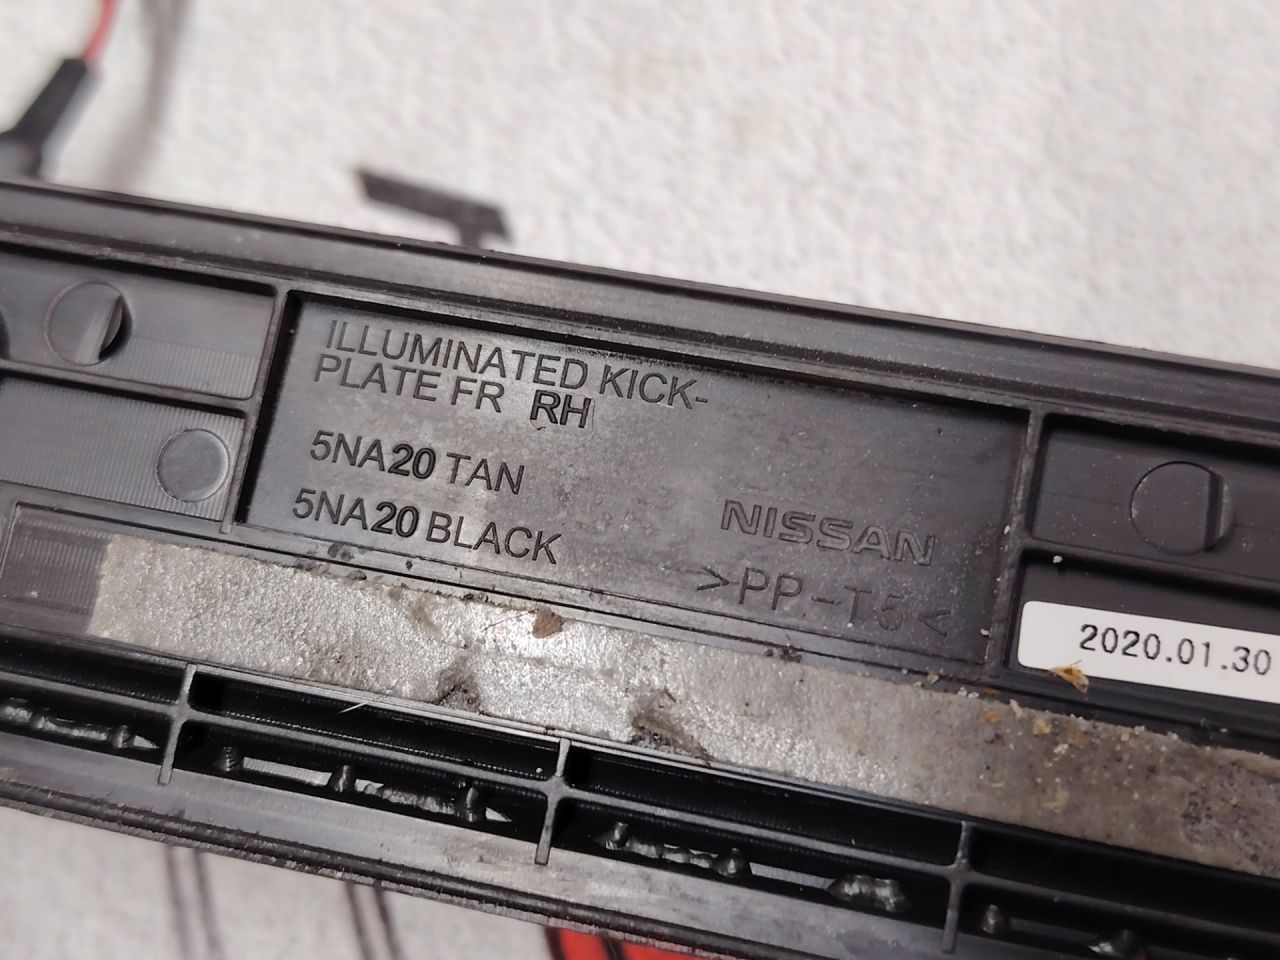 ILLUMINATED KICK-
PLATE FR RH
5NA20 TAN
5NA20 BLACK
NISSAN
>PP-T5<
2020.01.30